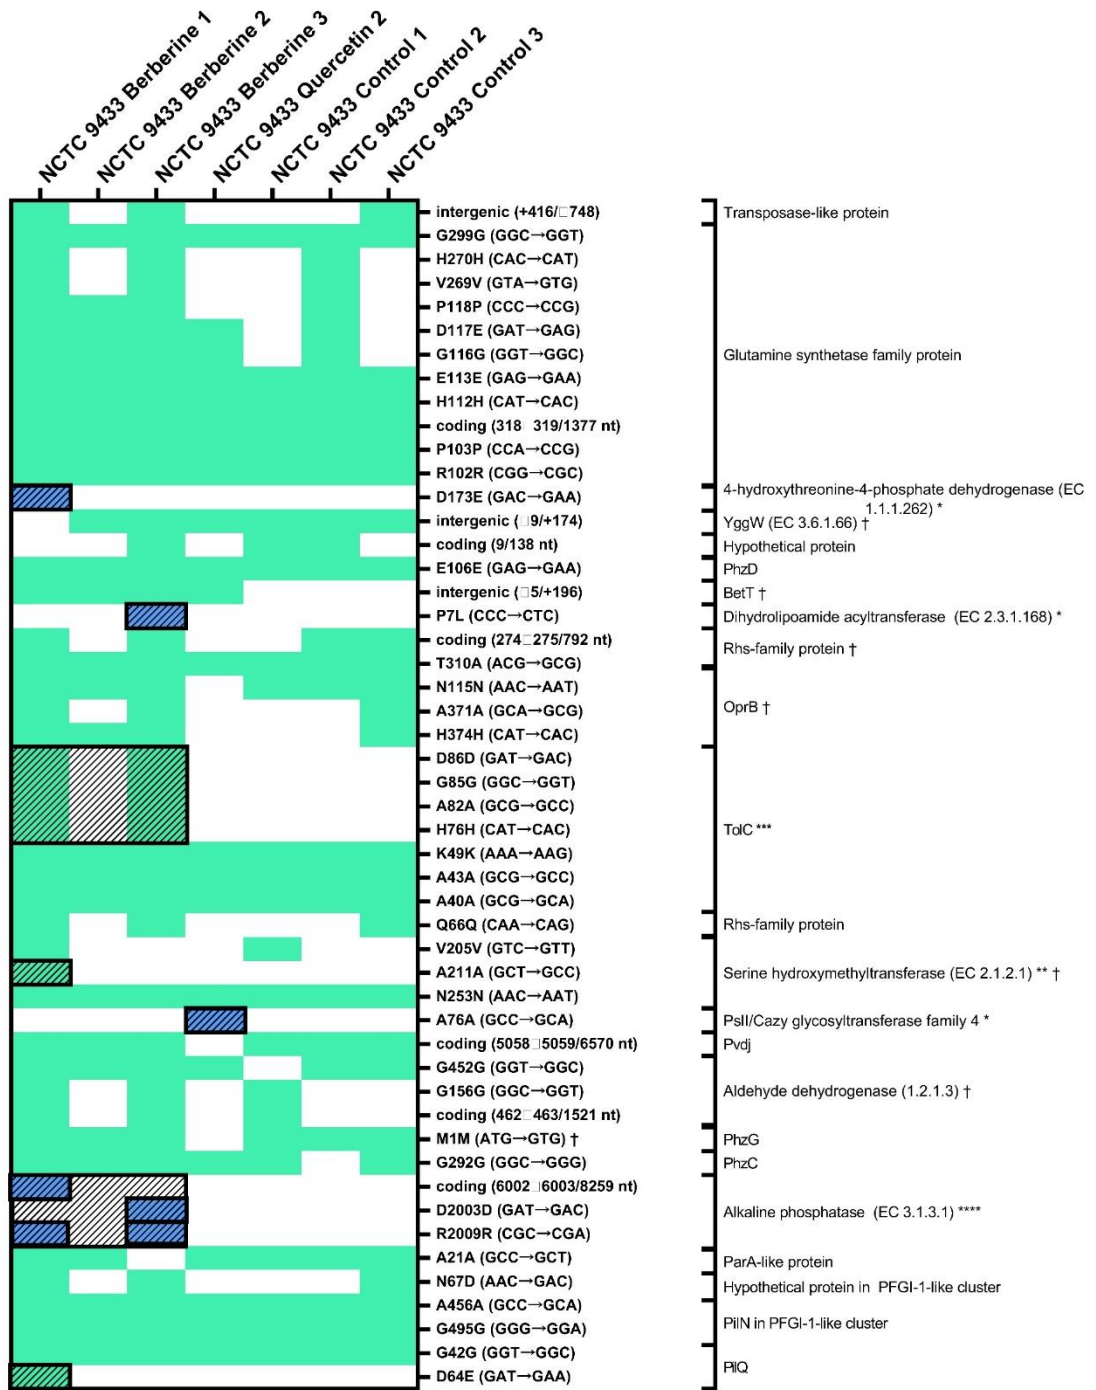 NCTC 9433 Berberine 1
NCTC 9433 Berberine 2
NCTC 9433 Berberine 3
NCTC 9433 Quercetin 2
NCTC 9433 Control 1
NCTC 9433 Control 2
NCTC 9433 Control 3
intergenic (+416/□748)
G299G (GGC→GGT)
H270H (CAC→CAT)
V269V (GTA→GTG)
P118P (CCC→CCG)
D117E (GAT→GAG)
G116G (GGT→GGC)
E113E (GAG→GAA)
H112H (CAT→CAC)
coding (318□319/1377 nt)
P103P (CCA→CCG)
R102R (CGG→CGC)
D173E (GAC→GAA)
intergenic (□9/+174)
coding (9/138 nt)
E106E (GAG→GAA)
intergenic (□5/+196)
P7L (CCC→CTC)
coding (274□275/792 nt)
T310A (ACG→GCG)
N115N (AAC→AAT)
A371A (GCA→GCG)
H374H (CAT→CAC)
D86D (GAT→GAC)
G85G (GGC→GGT)
A82A (GCG→GCC)
H76H (CAT→CAC)
K49K (AAA→AAG)
A43A (GCG→GCC)
A40A (GCG→GCA)
Q66Q (CAA→CAG)
V205V (GTC→GTT)
A211A (GCT→GCC)
N253N (AAC→AAT)
A76A (GCC→GCA)
coding (5058□5059/6570 nt)
G452G (GGT→GGC)
G156G (GGC→GGT)
coding (462□463/1521 nt)
M1M (ATG→GTG) †
G292G (GGC→GGG)
coding (6002□6003/8259 nt)
D2003D (GAT→GAC)
R2009R (CGC→CGA)
A21A (GCC→GCT)
N67D (AAC→GAC)
A456A (GCC→GCA)
G495G (GGG→GGA)
G42G (GGT→GGC)
D64E (GAT→GAA)
Transposase-like protein
Glutamine synthetase family protein
4-hydroxythreonine-4-phosphate dehydrogenase (EC
1.1.1.262) *
YggW (EC 3.6.1.66) †
Hypothetical protein
PhzD
BetT †
Dihydrolipoamide acyltransferase (EC 2.3.1.168) *
Rhs-family protein †
OprB †
TolC ***
Rhs-family protein
Serine hydroxymethyltransferase (EC 2.1.2.1) ** †
PslI/Cazy glycosyltransferase family 4 *
Pvdj
Aldehyde dehydrogenase (1.2.1.3) †
PhzG
PhzC
Alkaline phosphatase (EC 3.1.3.1) ****
ParA-like protein
Hypothetical protein in PFGI-1-like cluster
PilN in PFGI-1-like cluster
PilQ